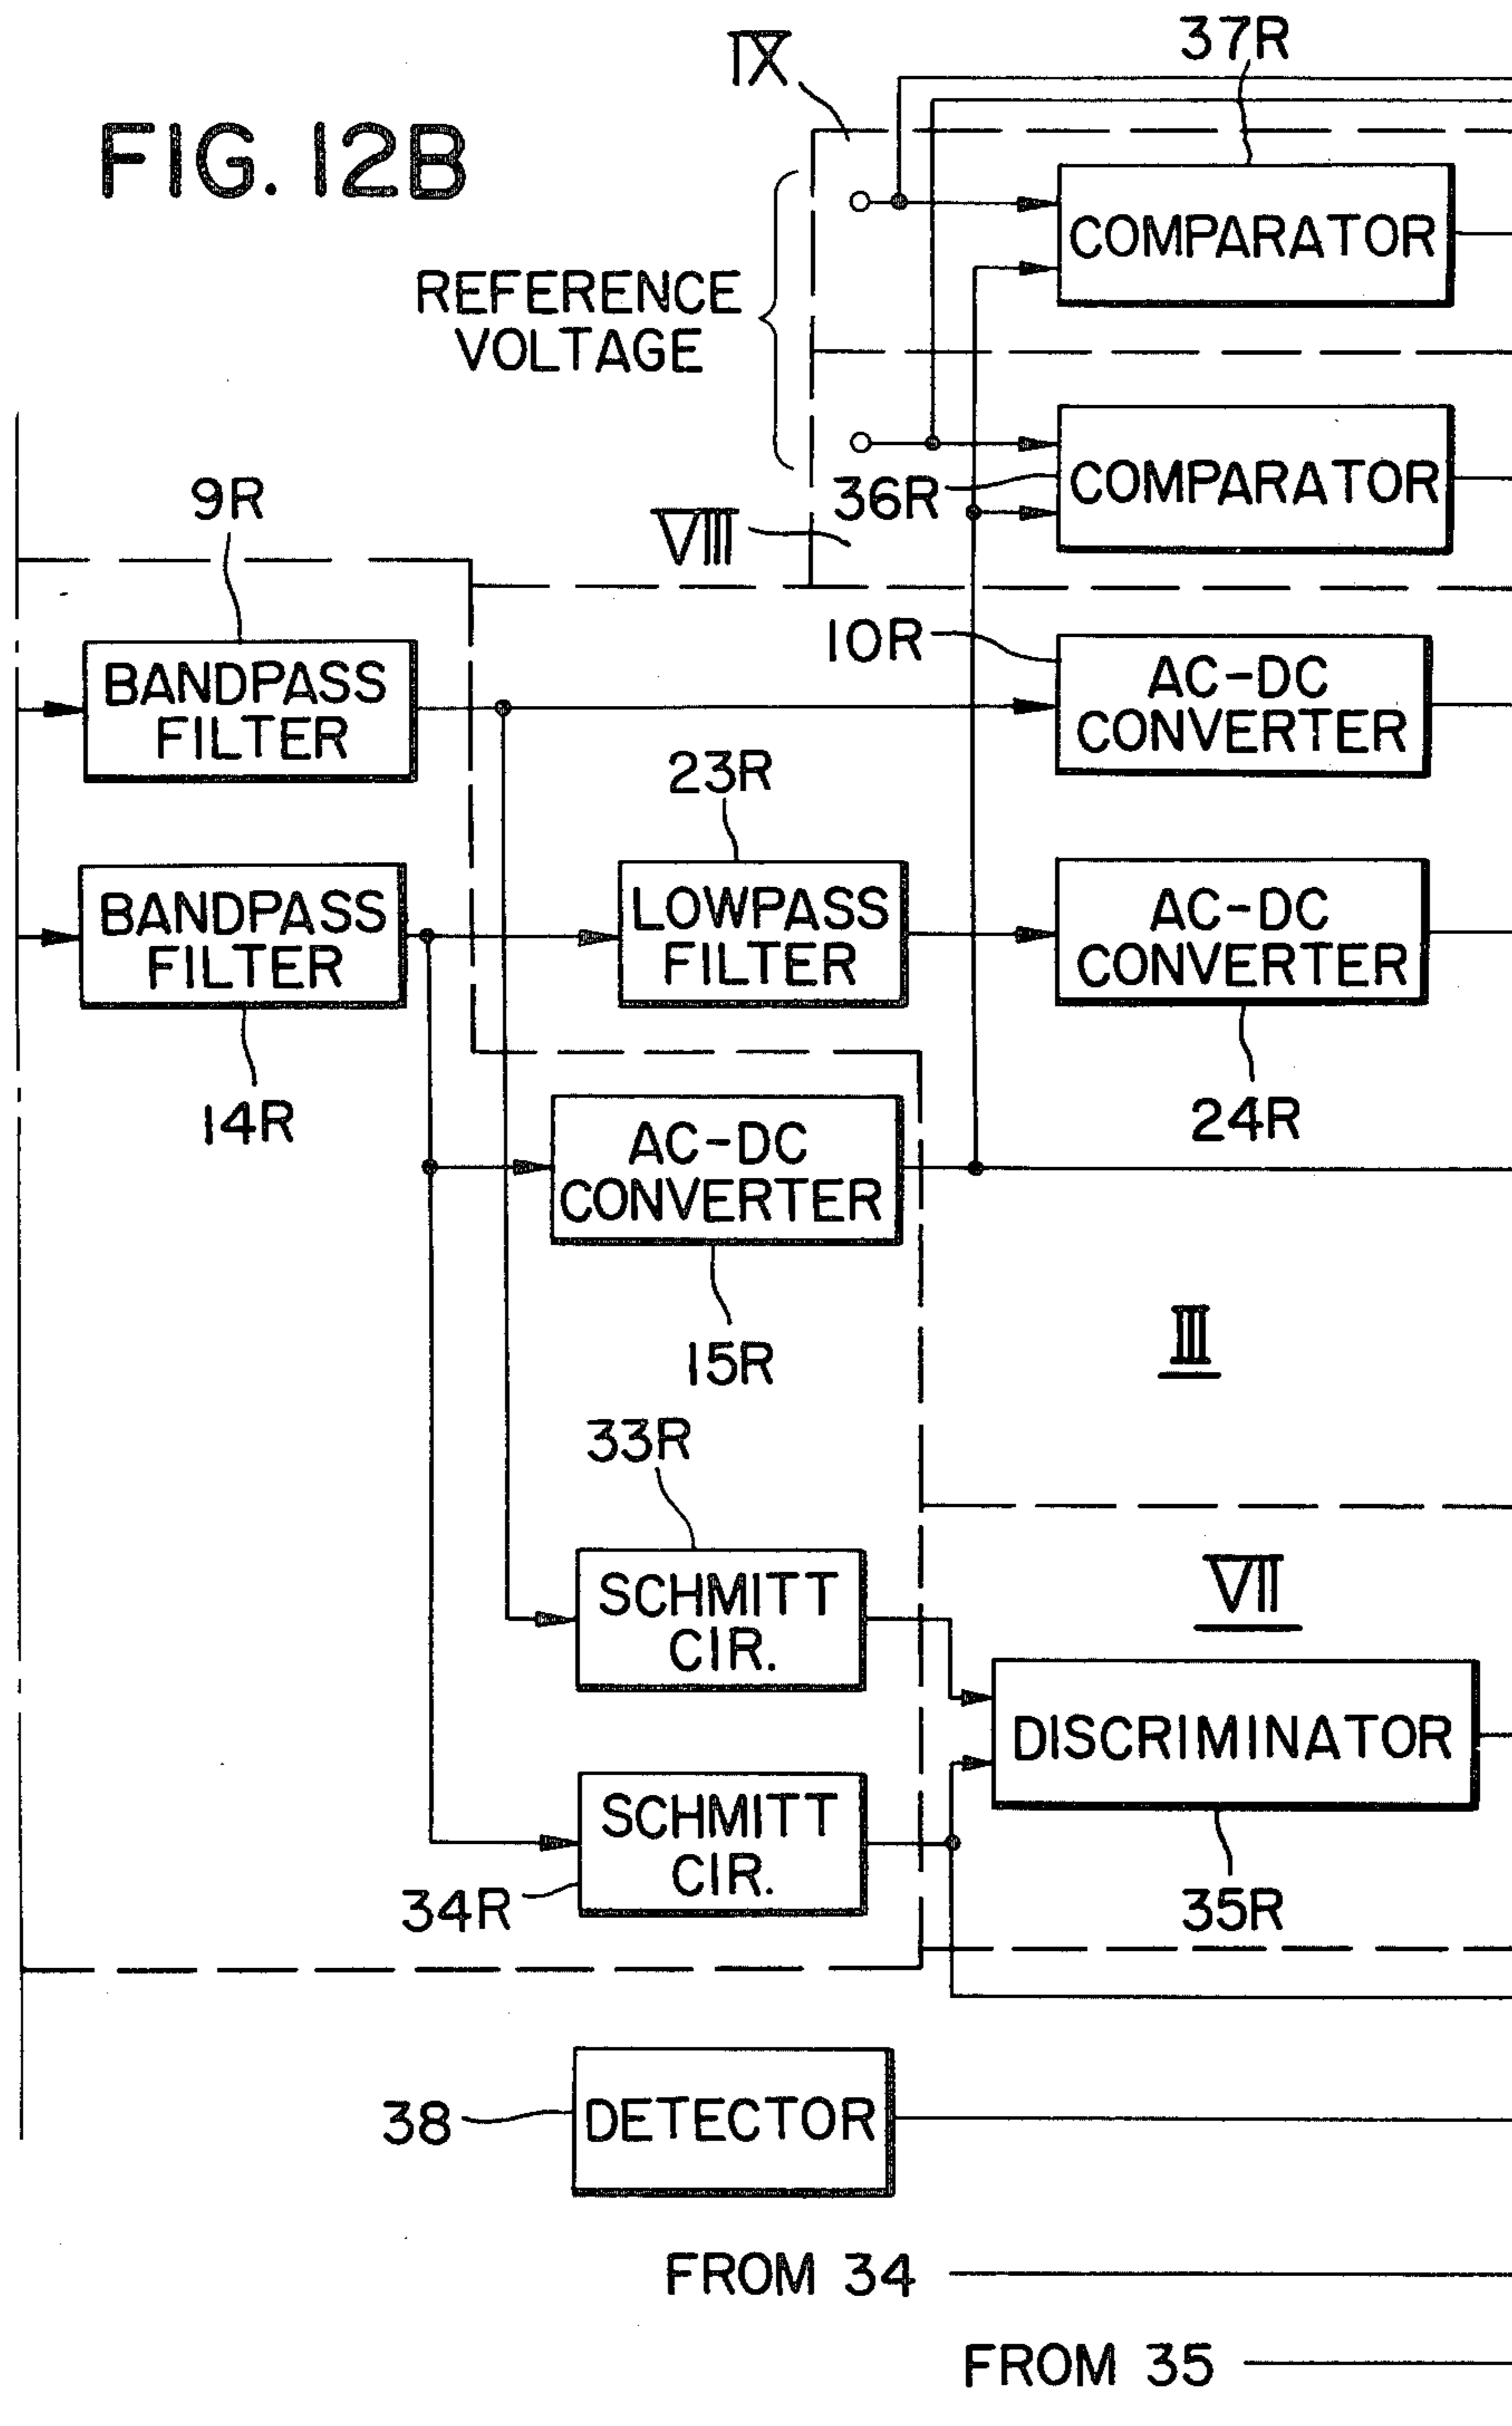 FIG. 12B
IX
37R
COMPARATOR
REFERENCE
VOLTAGE
COMPARATOR
36R
VIII
9R
BANDPASS
FILTER
10R
AC-DC
CONVERTER
23R
BANDPASS
FILTER
LOWPASS
FILTER
AC-DC
CONVERTER
14R
24R
AC-DC
CONVERTER
15R
III
33R
SCHMITT
CIR.
VII
DISCRIMINATOR
SCHMITT
CIR.
34R
35R
38
DETECTOR
FROM 34
FROM 35